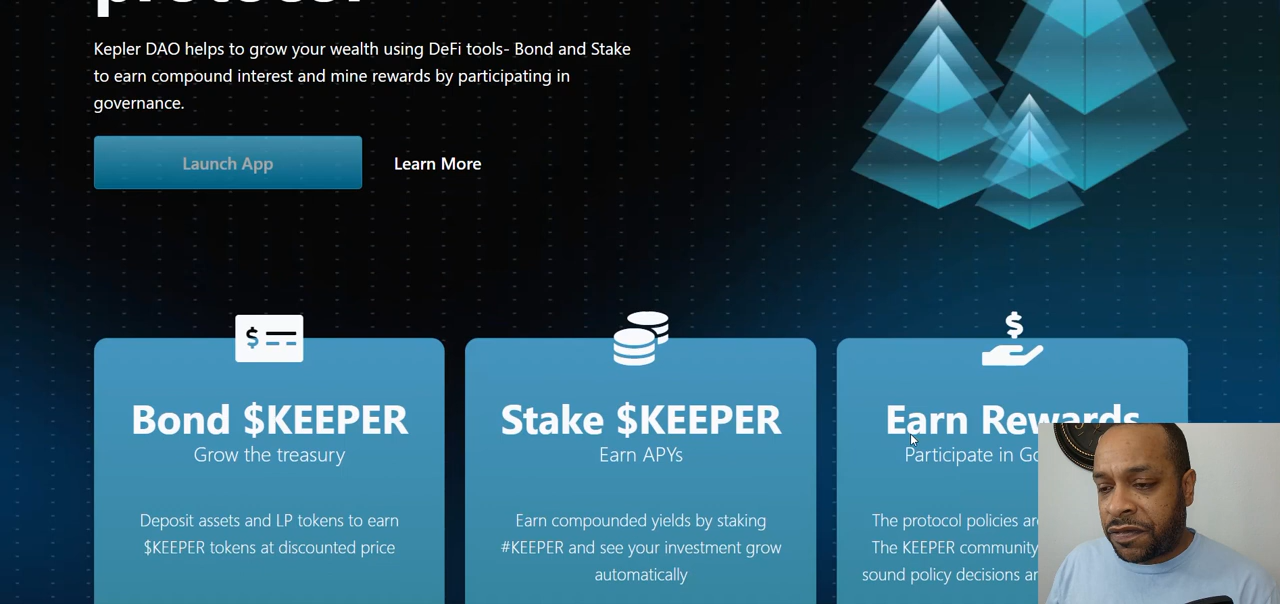 Kepler DAO helps to grow your wealth using DeFi tools- Bond and Stake
to earn compound interest and mine rewards by participating in
governance.
Launch App
Learn More
Bond $KEEPER
Grow the treasury
Deposit assets and LP tokens to earn
$KEEPER tokens at discounted price
Stake $KEEPER
Earn APYs
Earn compounded yields by staking
#KEEPER and see your investment grow
automatically
Earn Rewards
Participate in
The protocol policies
The KEEPER community
sound policy decisions